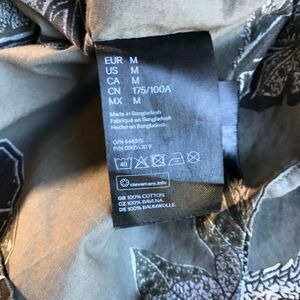 EUR M
US M
CA M
CN 175/100A
MX M
Made in Bangladesh
Fabriqué en Bangladesh
Hecho en Bangladesh
40
clevercare.info
GB 100% COTTON.
CZ 100% BAVLNA.
DE 100% BAUMWOLLE.